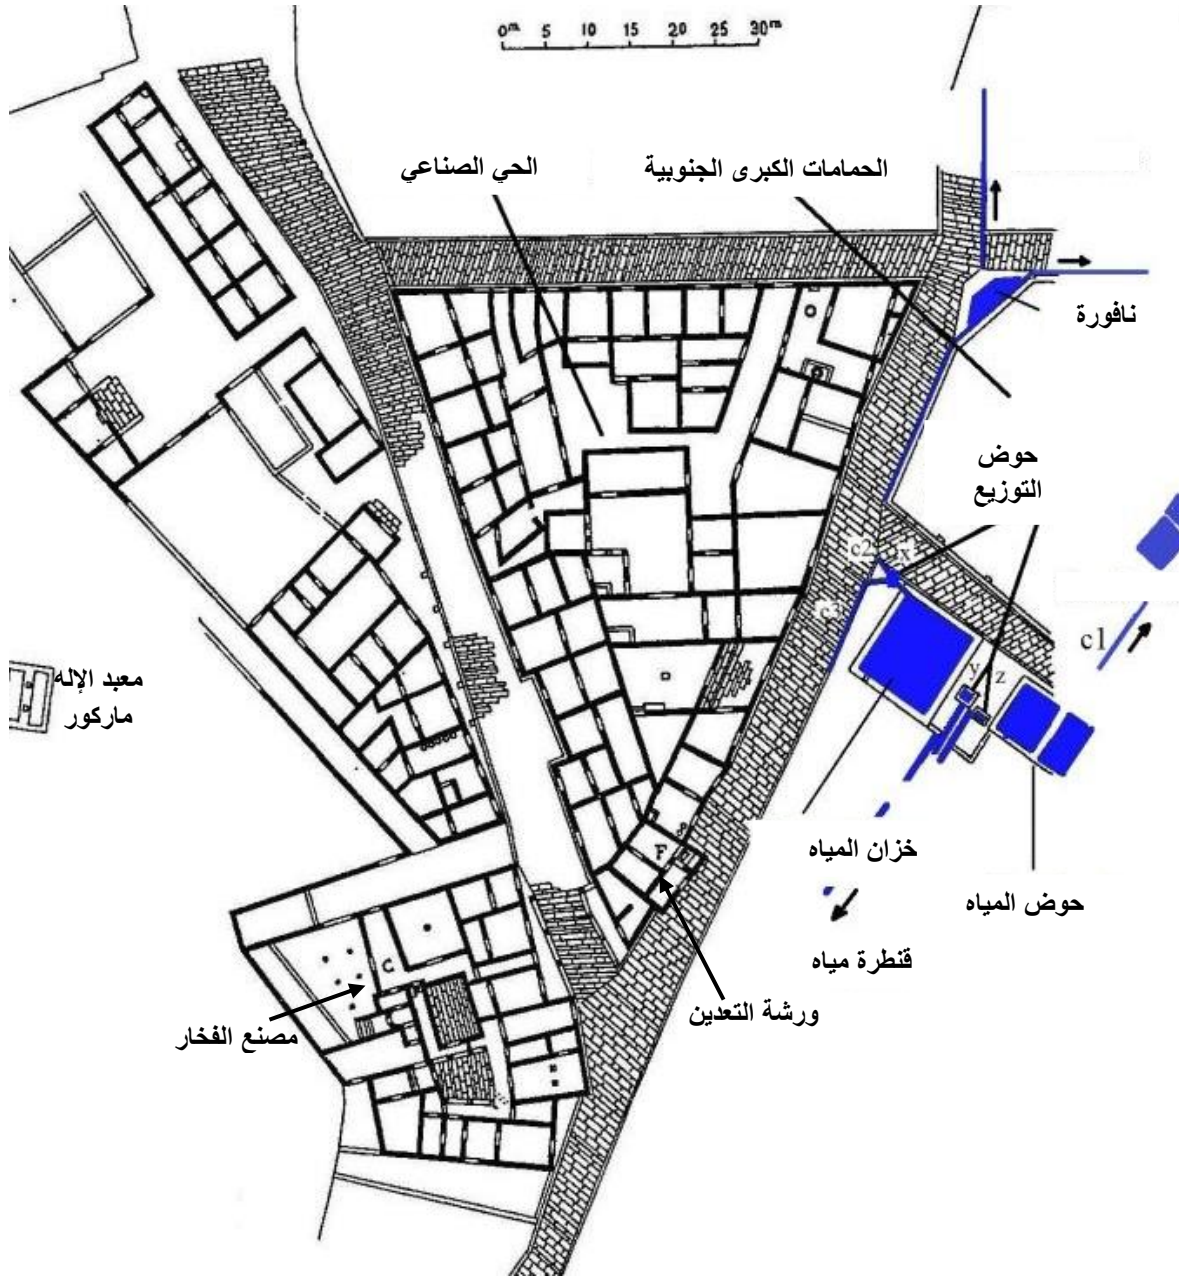 0m 5 10 15 20 25 30m
الحي الصناعي
الحمامات الكبرى الجنوبية
نافورة
حوض
التوزيع
c2
x
c3
c1
y
z
معبد الإله
ماركور
خزان المياه
F
حوض المياه
قنطرة مياه
ورشة التعدين
C
مصنع الفخار